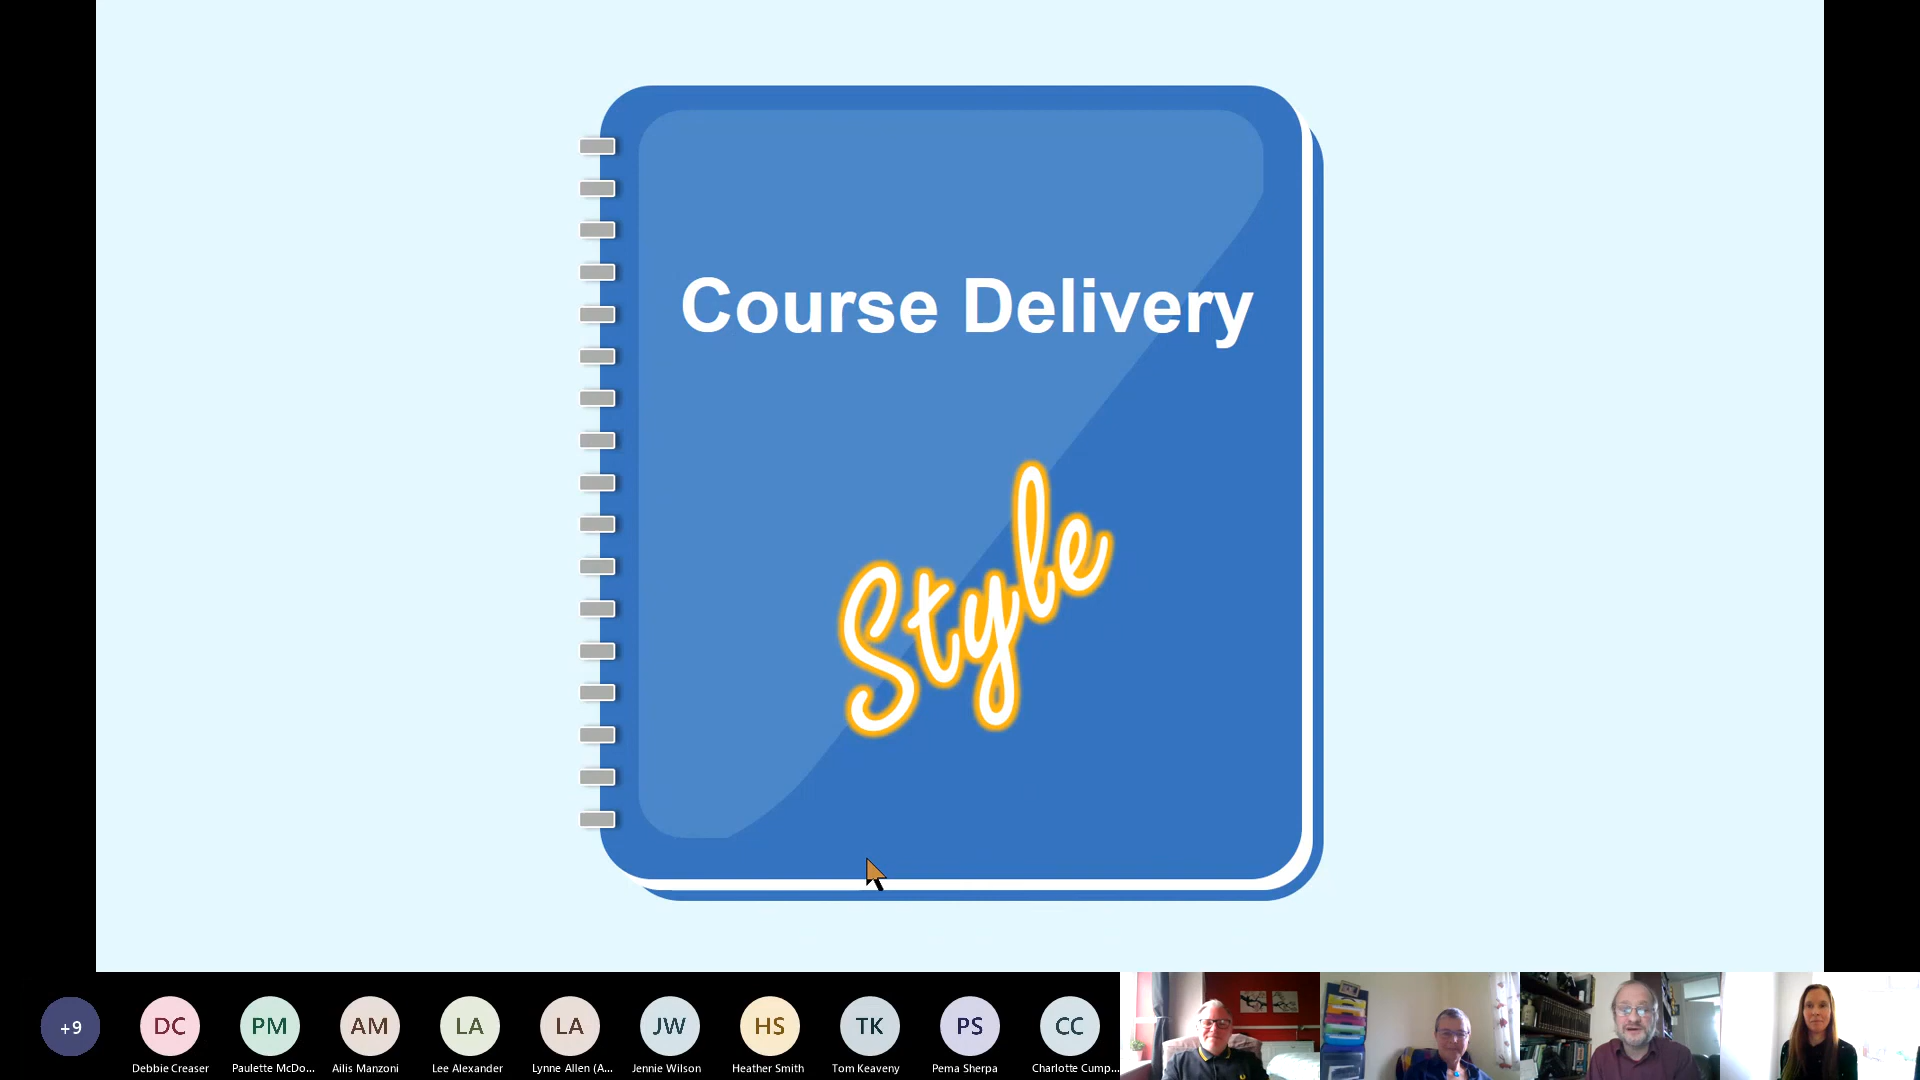 Course Delivery
Style
+9
DC
PM
AM
LA
LA
JW
HS
TK
PS
CC
Debbie Creaser
Paulette McDo...
Ailis Manzoni
Lee Alexander
Lynne Allen (A...
Jennie Wilson
Heather Smith
Tom Keaveny
Pema Sherpa
Charlotte Cump...